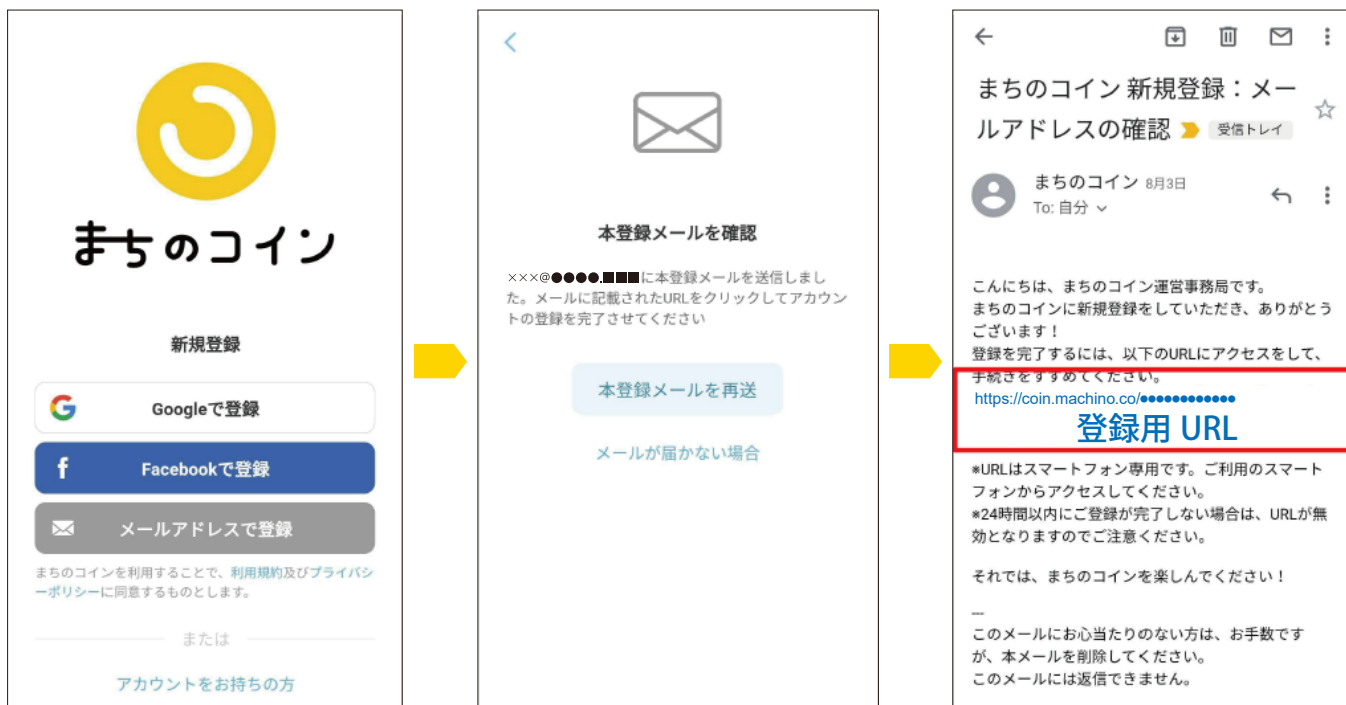 まちのコイン
新規登録
Googleで登録
Facebookで登録
メールアドレスで登録
まちのコインを利用することで、利用規約及びプライバシ
ーポリシーに同意するものとします。
または
アカウントをお持ちの方
本登録メールを確認
×××@●●●●.■■■に本登録メールを送信しまし
た。メールに記載されたURLをクリックしてアカウン
トの登録を完了させてください
本登録メールを再送
メールが届かない場合
まちのコイン 新規登録：メー
ルアドレスの確認 受信トレイ
まちのコイン 8月3日
To: 自分
こんにちは、まちのコイン運営事務局です。
まちのコインに新規登録をしていただき、ありがとう
ございます！
登録を完了するには、以下のURLにアクセスをして、
手続きをすすめてください。
https://coin.machino.co/●●●●●●●●●●●●
登録用 URL
*URLはスマートフォン専用です。ご利用のスマート
フォンからアクセスしてください。
*24時間以内にご登録が完了しない場合は、URLが無
効となりますのでご注意ください。
それでは、まちのコインを楽しんでください！
---
このメールにお心当たりのない方は、お手数です
が、本メールを削除してください。
このメールには返信できません。